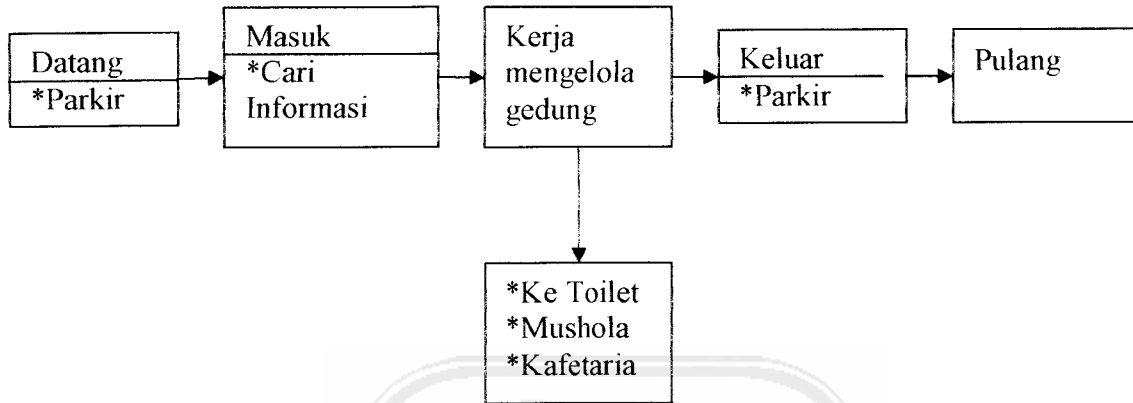 Datang
*Parkir
Masuk
*Cari
Informasi
Kerja
mengelola
gedung
Keluar
*Parkir
Pulang
*Ke Toilet
*Mushola
*Kafetaria